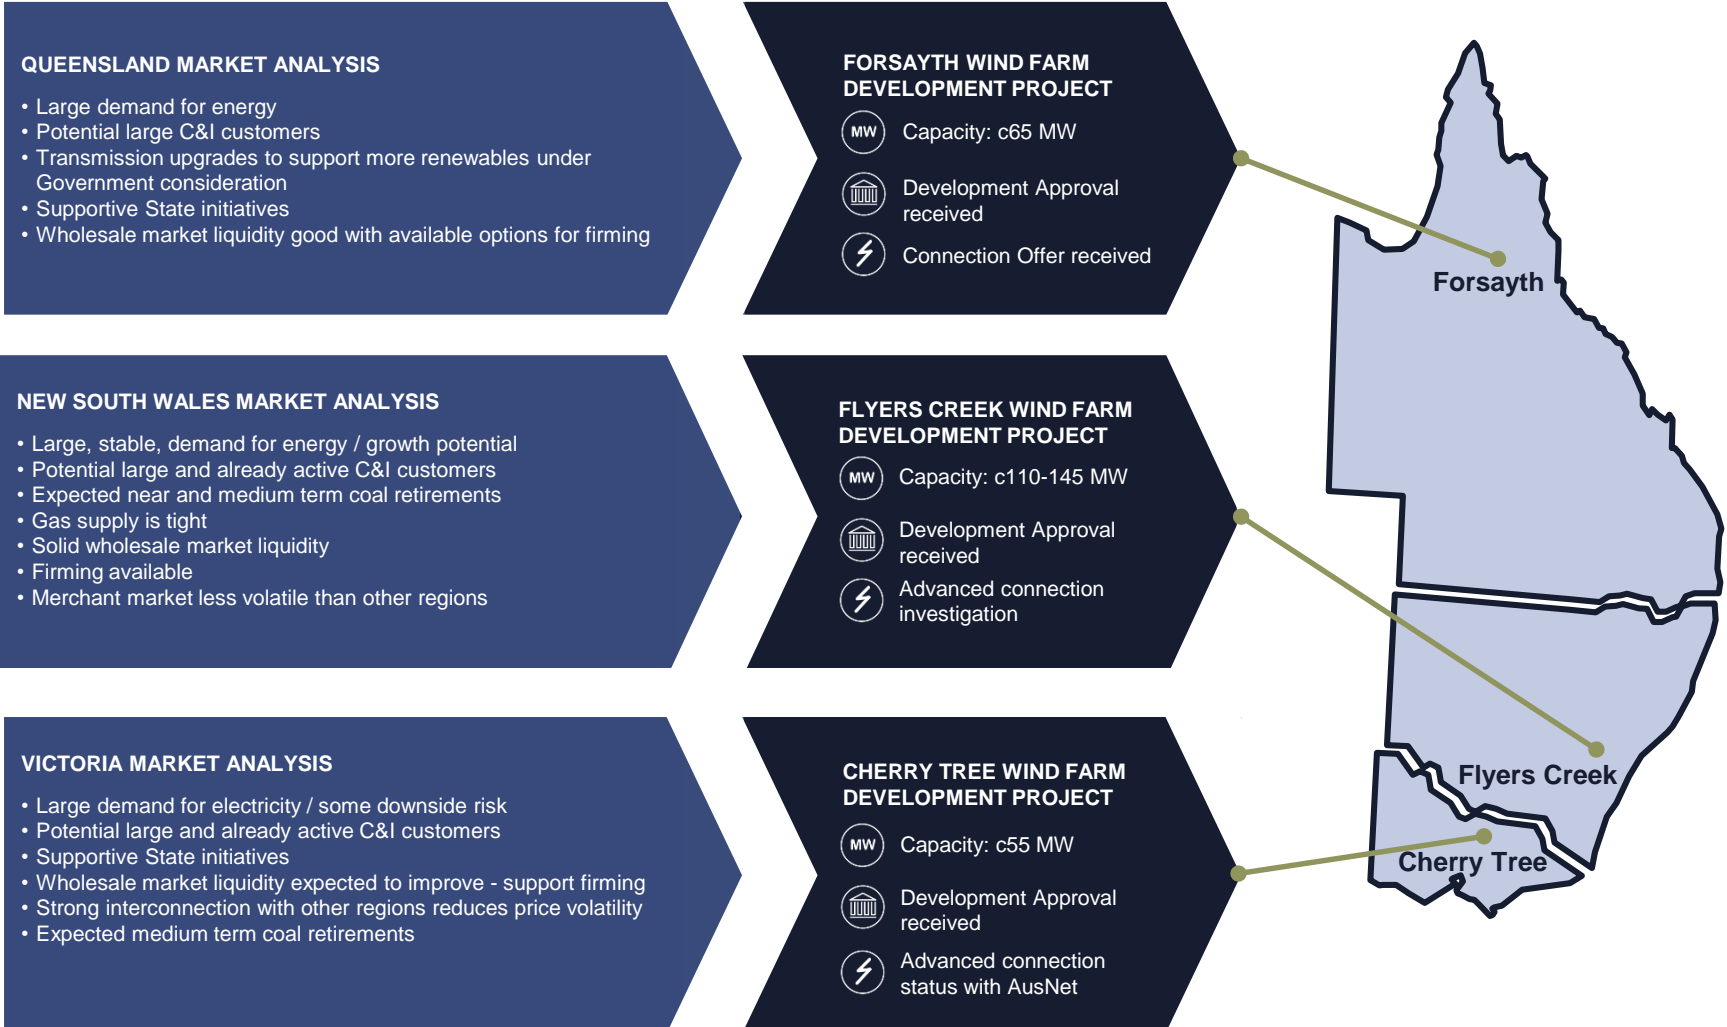 QUEENSLAND MARKET ANALYSIS
• Large demand for energy
• Potential large C&I customers
• Transmission upgrades to support more renewables under
Government consideration
• Supportive State initiatives
• Wholesale market liquidity good with available options for firming
FORSAYTH WIND FARM
DEVELOPMENT PROJECT
MW
Capacity: c65 MW
Development Approval
received
Connection Offer received
NEW SOUTH WALES MARKET ANALYSIS
• Large, stable, demand for energy / growth potential
• Potential large and already active C&I customers
• Expected near and medium term coal retirements
• Gas supply is tight
• Solid wholesale market liquidity
• Firming available
• Merchant market less volatile than other regions
FLYERS CREEK WIND FARM
DEVELOPMENT PROJECT
MW
Capacity: c110-145 MW
Development Approval
received
Advanced connection
investigation
VICTORIA MARKET ANALYSIS
• Large demand for electricity / some downside risk
• Potential large and already active C&I customers
• Supportive State initiatives
• Wholesale market liquidity expected to improve - support firming
• Strong interconnection with other regions reduces price volatility
• Expected medium term coal retirements
CHERRY TREE WIND FARM
DEVELOPMENT PROJECT
MW
Capacity: c55 MW
Development Approval
received
Advanced connection
status with AusNet
Forsayth
Flyers Creek
Cherry Tree